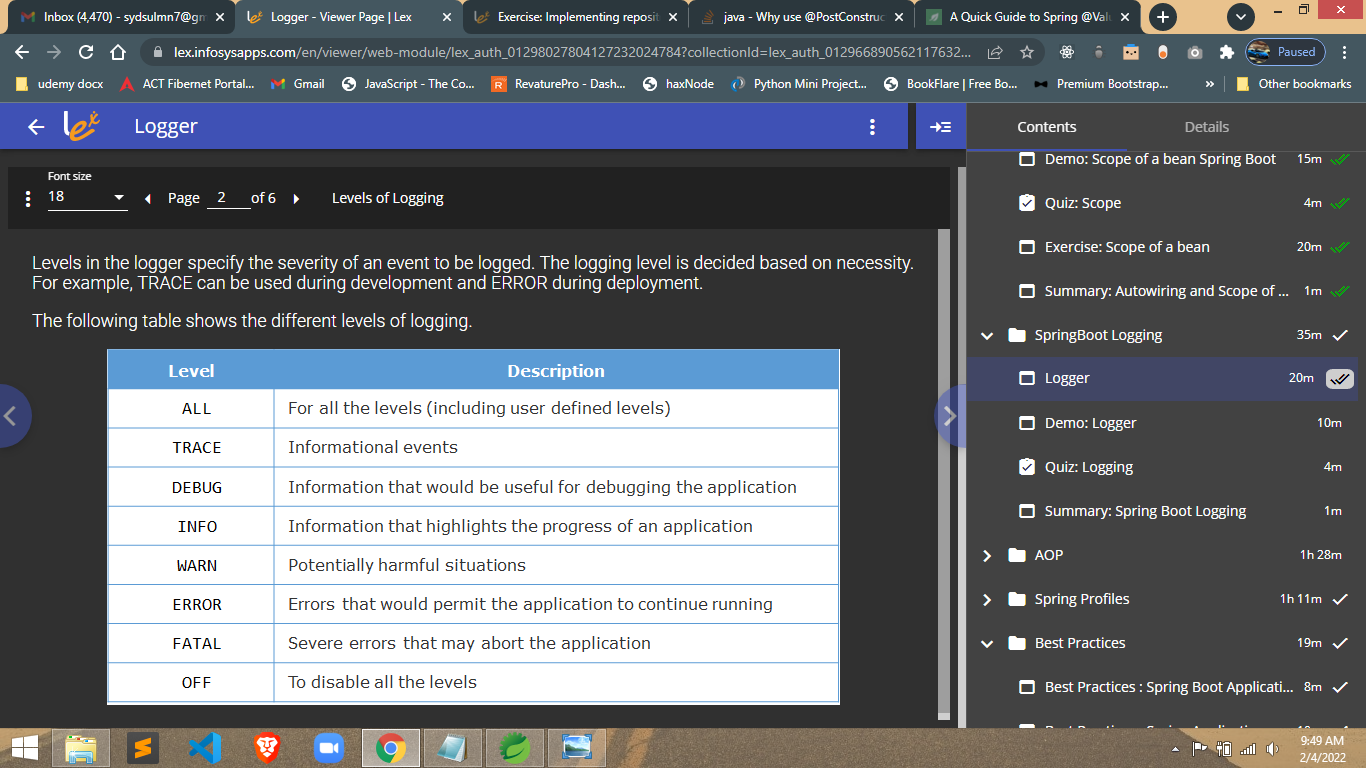 Inbox (4,470) - sydsulmn7@gm
Logger - Viewer Page | Lex
Exercise: Implementing reposit
java - Why use @PostConstruc
A Quick Guide to Spring @Valu
lex.infosysapps.com/en/viewer/web-module/lex_auth_012980278041272320​24784?collectionId=lex_auth_012966890562117632...
Paused
udemy docx
ACT Fibernet Portal...
Gmail
JavaScript - The Co...
RevaturePro - Dash...
haxNode
Python Mini Project...
BookFlare | Free Bo...
Premium Bootstrap...
»
Other bookmarks
lex
Logger
Contents
Details
Font size
18
Page 2 of 6
Levels of Logging
Levels in the logger specify the severity of an event to be logged. The logging level is decided based on necessity.
For example, TRACE can be used during development and ERROR during deployment.
The following table shows the different levels of logging.
Level Description
ALL For all the levels (including user defined levels)
TRACE Informational events
DEBUG Information that would be useful for debugging the application
INFO Information that highlights the progress of an application
WARN Potentially harmful situations
ERROR Errors that would permit the application to continue running
FATAL Severe errors that may abort the application
OFF To disable all the levels
Demo: Scope of a bean Spring Boot 15m
Quiz: Scope 4m
Exercise: Scope of a bean 20m
Summary: Autowiring and Scope of ... 1m
SpringBoot Logging 35m
Logger 20m
Demo: Logger 10m
Quiz: Logging 4m
Summary: Spring Boot Logging 1m
AOP 1h 28m
Spring Profiles 1h 11m
Best Practices 19m
Best Practices : Spring Boot Applicati... 8m
9:49 AM
2/4/2022